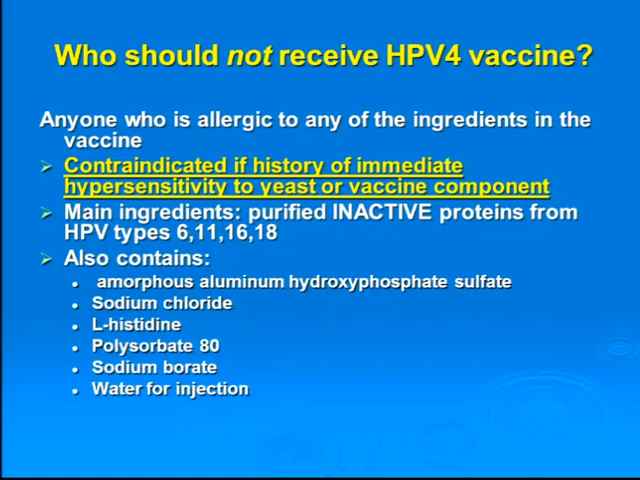 Who should not receive HPV4 vaccine?
Anyone who is allergic to any of the ingredients in the
vaccine
➢ Contraindicated if history of immediate
hypersensitivity to yeast or vaccine component
➢ Main ingredients: purified INACTIVE proteins from
HPV types 6,11,16,18
➢ Also contains:
• amorphous aluminum hydroxyphosphate sulfate
• Sodium chloride
• L-histidine
• Polysorbate 80
• Sodium borate
• Water for injection